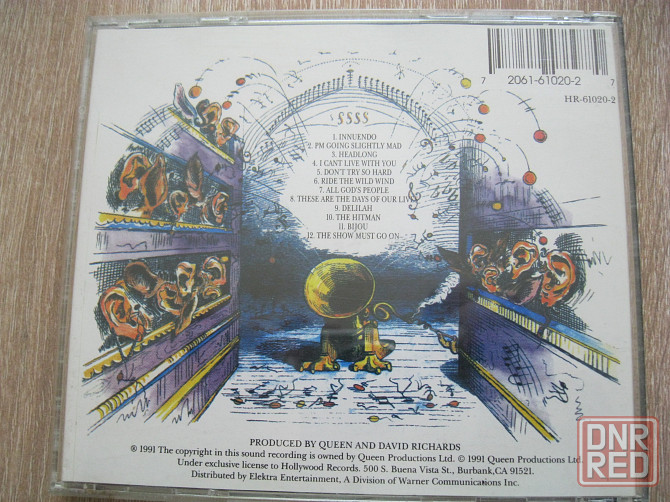 7 2061-61020-2 7
HR-61020-2
§§§§
1. INNUENDO
2. I'M GOING SLIGHTLY MAD
3. HEADLONG
4. I CANT LIVE WITH YOU
5. DON'T TRY SO HARD
6. RIDE THE WILD WIND
7. ALL GOD'S PEOPLE
8. THESE ARE THE DAYS OF OUR LIVES
9. DELILAH
10. THE HITMAN
11. BIJOU
12. THE SHOW MUST GO ON
PRODUCED BY QUEEN AND DAVID RICHARDS
℗ 1991 The copyright in this sound recording is owned by Queen Productions Ltd. © 1991 Queen Productions Ltd.
Under exclusive license to Hollywood Records. 500 S. Buena Vista St., Burbank,CA 91521.
Distributed by Elektra Entertainment, A Division of Warner Communications Inc.
DNR
RED